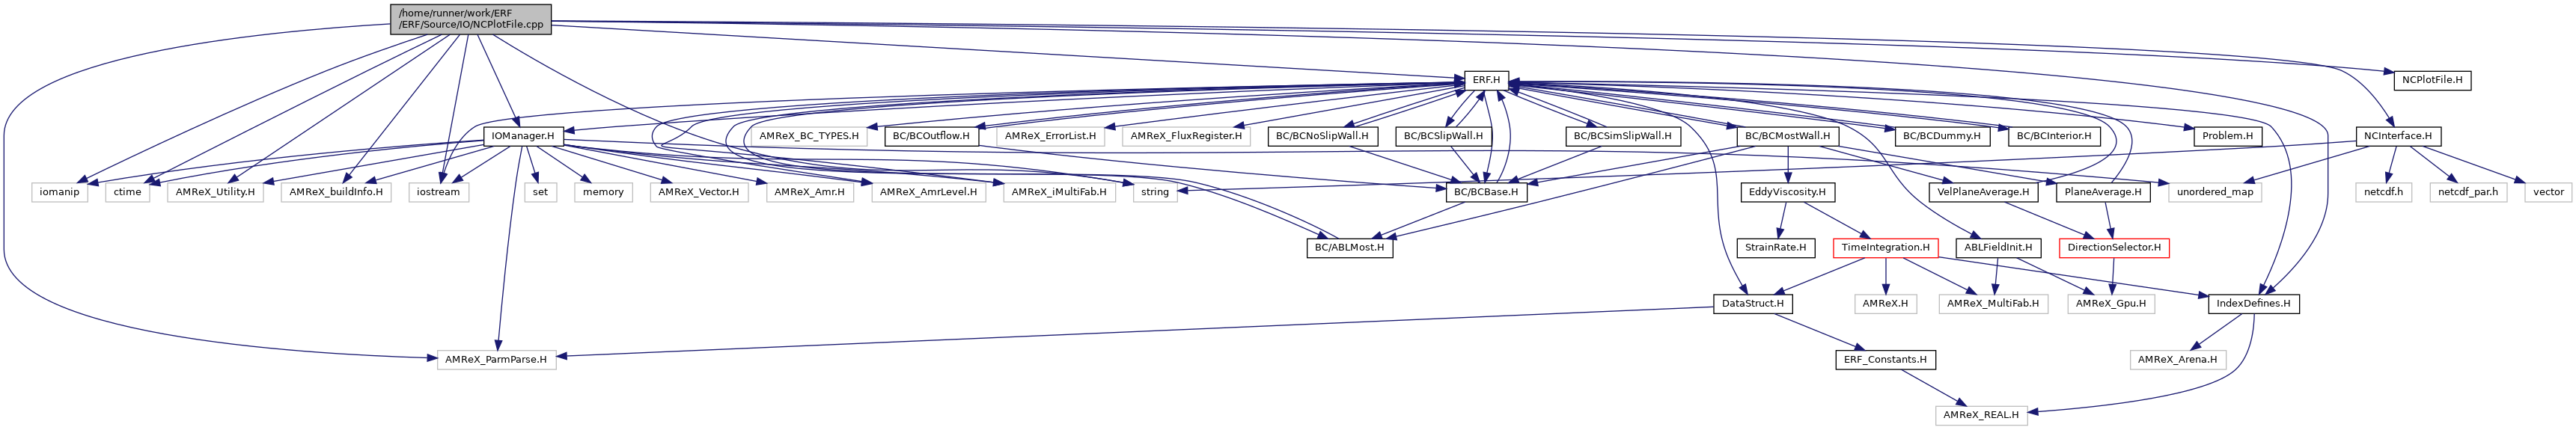 /home/runner/work/ERF
/ERF/Source/IO/NCPlotFile.cpp
ERF.H
NCPlotFile.H
IOManager.H
AMReX_BC_TYPES.H
BC/BCOutflow.H
AMReX_ErrorList.H
AMReX_FluxRegister.H
BC/BCNoSlipWall.H
BC/BCSlipWall.H
BC/BCSimSlipWall.H
BC/BCMostWall.H
BC/BCDummy.H
BC/BCInterior.H
Problem.H
NCInterface.H
iomanip
ctime
AMReX_Utility.H
AMReX_buildInfo.H
iostream
set
memory
AMReX_Vector.H
AMReX_Amr.H
AMReX_AmrLevel.H
AMReX_iMultiFab.H
string
BC/BCBase.H
EddyViscosity.H
VelPlaneAverage.H
PlaneAverage.H
unordered_map
netcdf.h
netcdf_par.h
vector
BC/ABLMost.H
StrainRate.H
TimeIntegration.H
ABLFieldInit.H
DirectionSelector.H
DataStruct.H
AMReX.H
AMReX_MultiFab.H
AMReX_Gpu.H
IndexDefines.H
AMReX_ParmParse.H
ERF_Constants.H
AMReX_Arena.H
AMReX_REAL.H